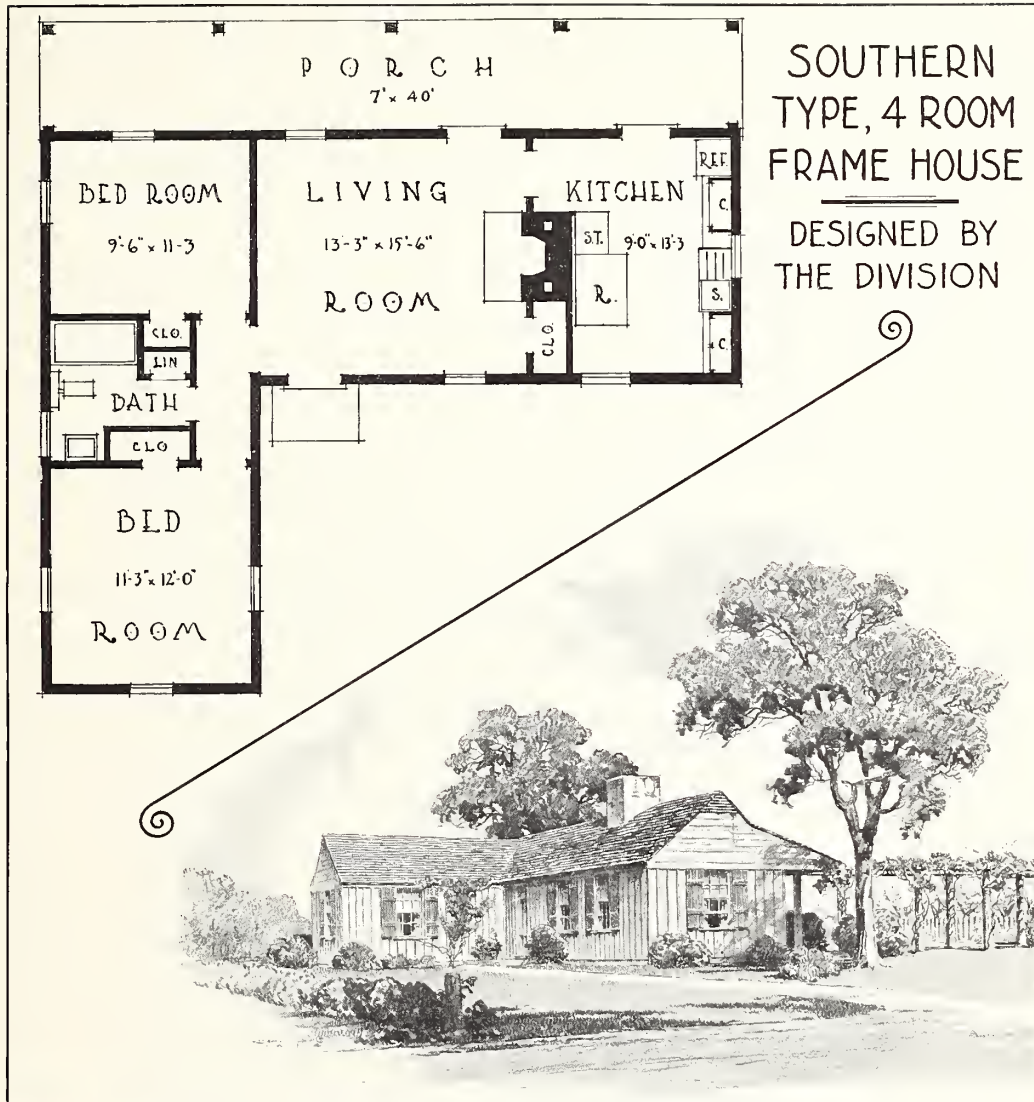 PORCH
7' x 40'
SOUTHERN
TYPE, 4 ROOM
FRAME HOUSE
DESIGNED BY
THE DIVISION
BED ROOM
9'-6" x 11-3
LIVING
13'-3" x 15'-6"
ROOM
KITCHEN
9'-0" x 13'-3
REF.
C.
S.T.
R.
S.
C.
CLO.
CLO.
LIN
BATH
CLO
BED
11'-3" x 12'-0"
ROOM